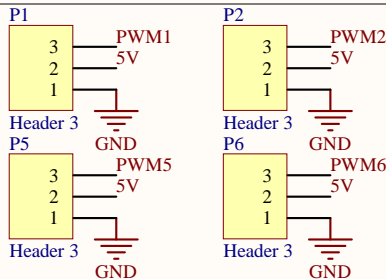 P1
3
PWM1
2
5V
1
Header 3
GND
P2
3
PWM2
2
5V
1
Header 3
GND
P5
3
PWM5
2
5V
1
Header 3
GND
P6
3
PWM6
2
5V
1
Header 3
GND